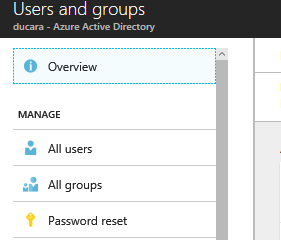 Users and groups
ducara - Azure Active Directory
Overview
MANAGE
All users
All groups
Password reset